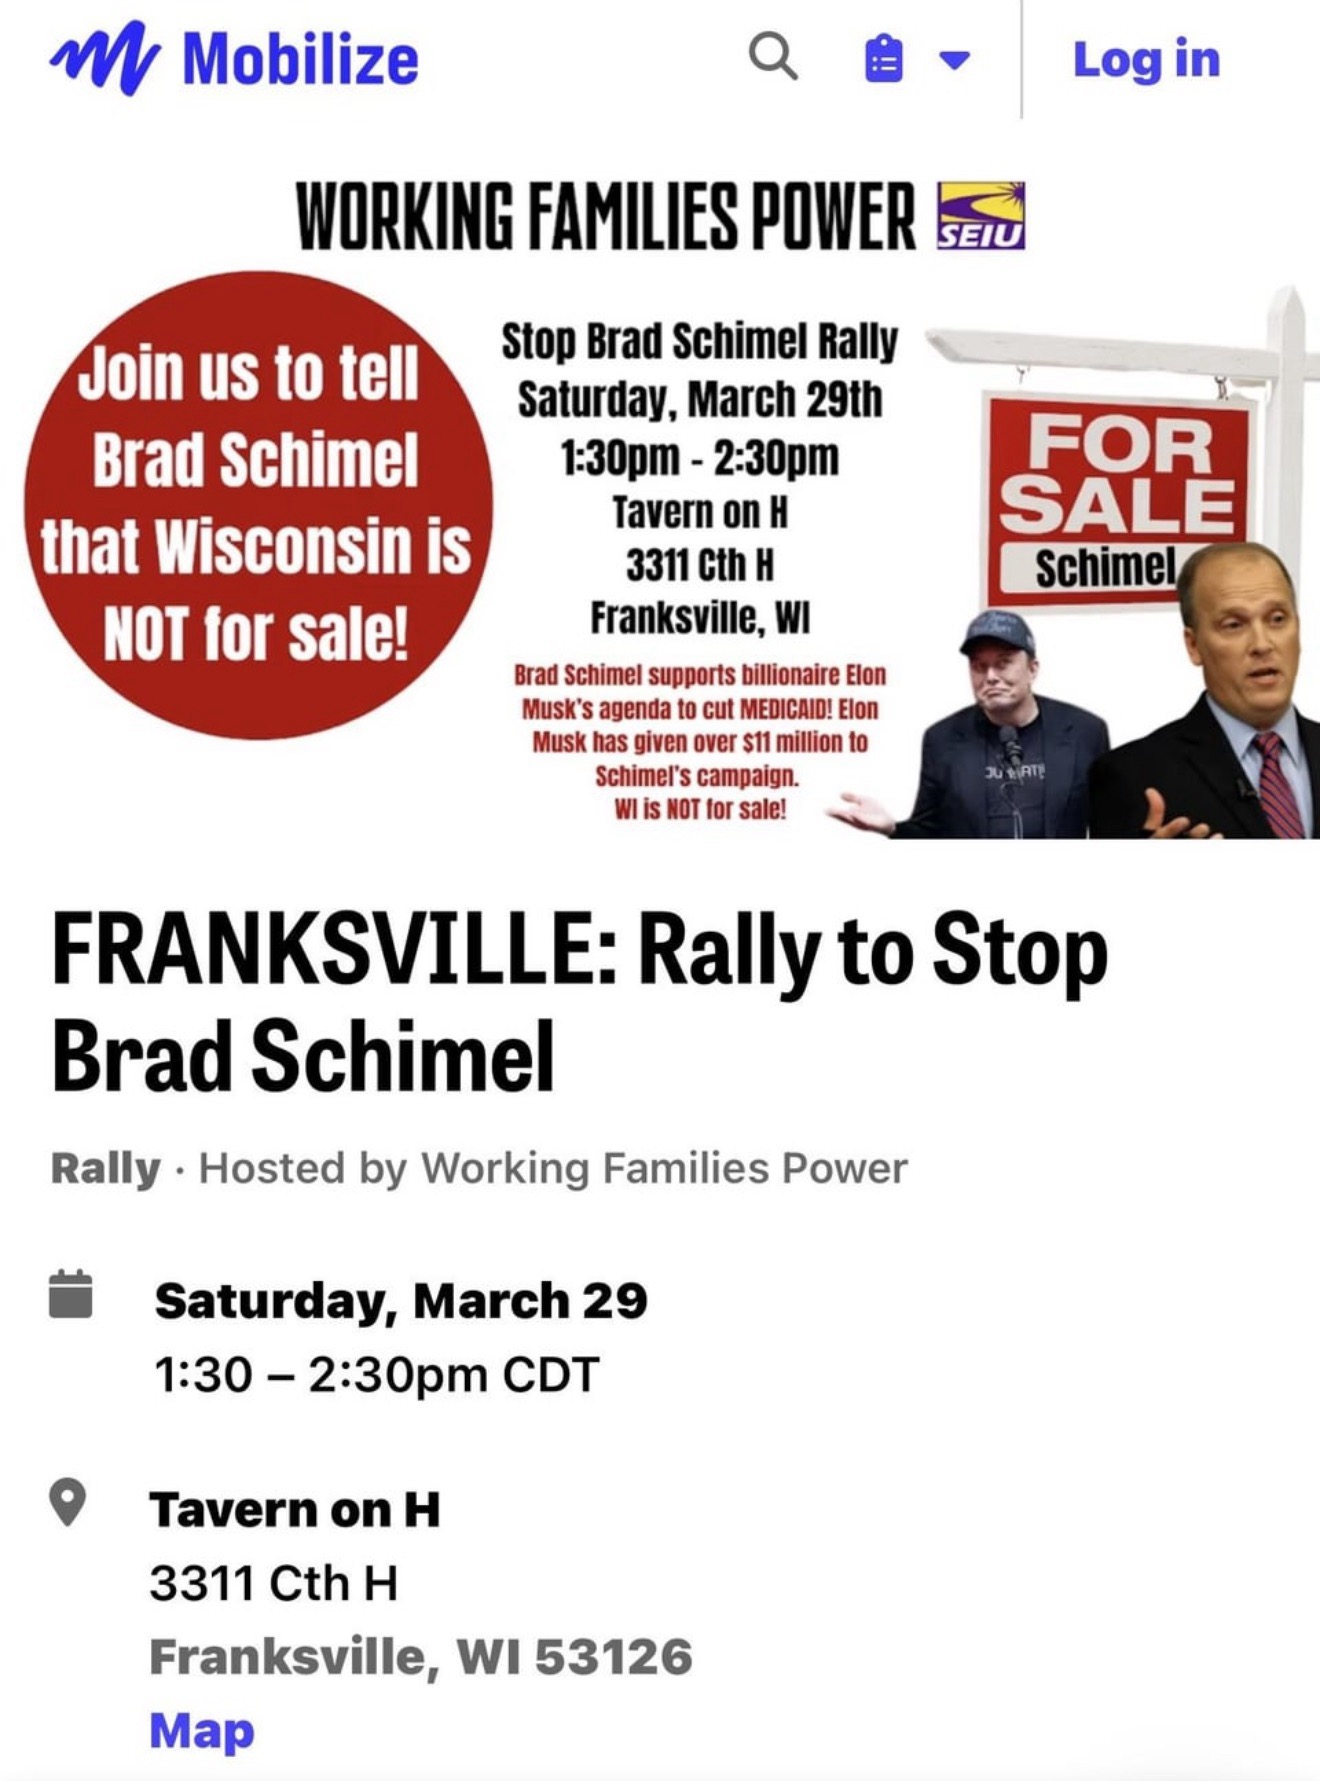 Mobilize
Log in
WORKING FAMILIES POWER
SEIU
Join us to tell
Brad Schimel
that Wisconsin is
NOT for sale!
Stop Brad Schimel Rally
Saturday, March 29th
1:30pm - 2:30pm
Tavern on H
3311 Cth H
Franksville, WI
Brad Schimel supports billionaire Elon
Musk's agenda to cut MEDICAID! Elon
Musk has given over $11 million to
Schimel's campaign.
WI is NOT for sale!
FOR
SALE
Schimel
FRANKSVILLE: Rally to Stop
Brad Schimel
Rally · Hosted by Working Families Power
Saturday, March 29
1:30 – 2:30pm CDT
Tavern on H
3311 Cth H
Franksville, WI 53126
Map